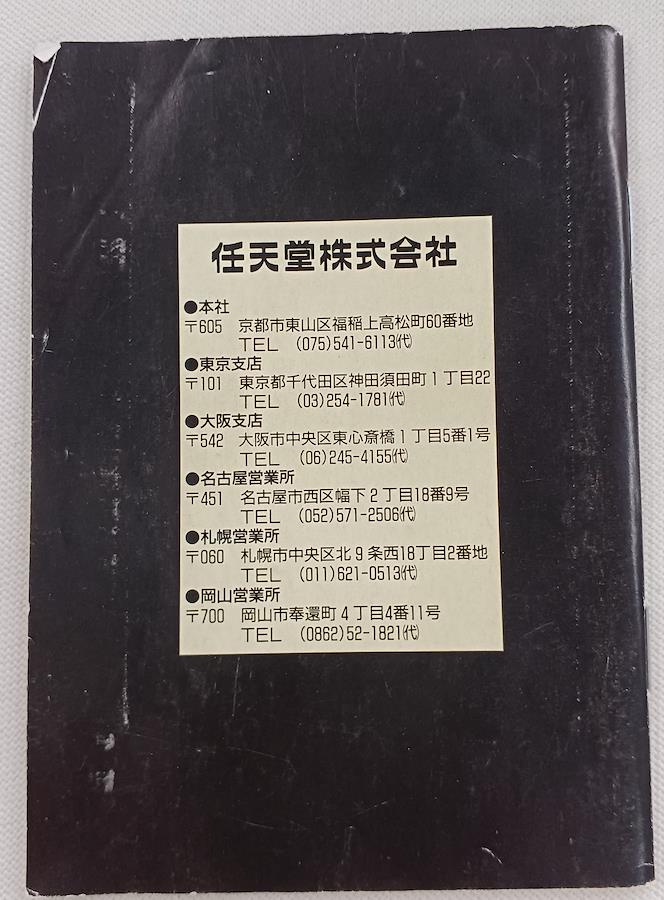 任天堂株式会社
●本社
〒605 京都市東山区福稲上高松町60番地
TEL (075)541-6113㈹
●東京支店
〒101 東京都千代田区神田須田町1丁目22
TEL (03)254-1781㈹
●大阪支店
〒542 大阪市中央区東心斎橋1丁目5番1号
TEL (06)245-4155㈹
●名古屋営業所
〒451 名古屋市西区幅下2丁目18番9号
TEL (052)571-2506㈹
●札幌営業所
〒060 札幌市中央区北9条西18丁目2番地
TEL (011)621-0513㈹
●岡山営業所
〒700 岡山市奉還町4丁目4番11号
TEL (0862)52-1821㈹